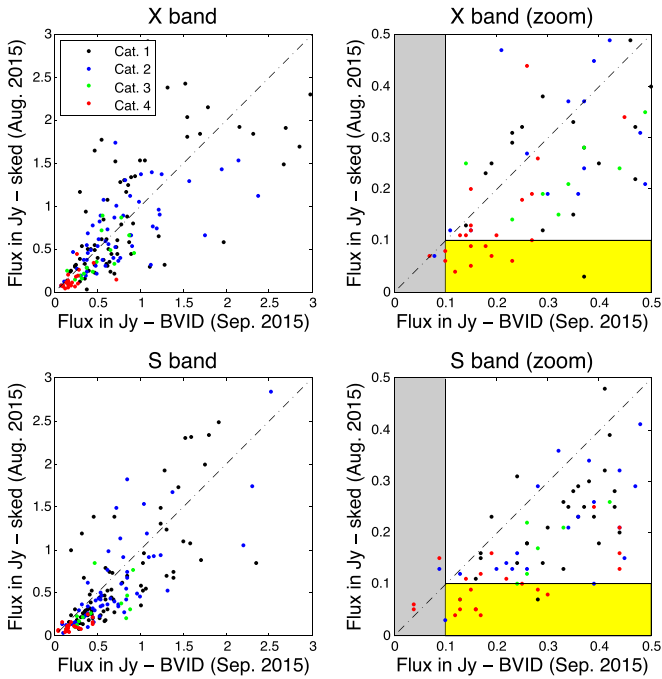 X band
Flux in Jy – sked (Aug. 2015)
3
2.5
2
1.5
1
0.5
0
Cat. 1
Cat. 2
Cat. 3
Cat. 4
0 0.5 1 1.5 2 2.5 3
Flux in Jy – BVID (Sep. 2015)
X band (zoom)
Flux in Jy – sked (Aug. 2015)
0.5
0.4
0.3
0.2
0.1
0
0 0.1 0.2 0.3 0.4 0.5
Flux in Jy – BVID (Sep. 2015)
S band
Flux in Jy – sked (Aug. 2015)
3
2.5
2
1.5
1
0.5
0
0 0.5 1 1.5 2 2.5 3
Flux in Jy – BVID (Sep. 2015)
S band (zoom)
Flux in Jy – sked (Aug. 2015)
0.5
0.4
0.3
0.2
0.1
0
0 0.1 0.2 0.3 0.4 0.5
Flux in Jy – BVID (Sep. 2015)